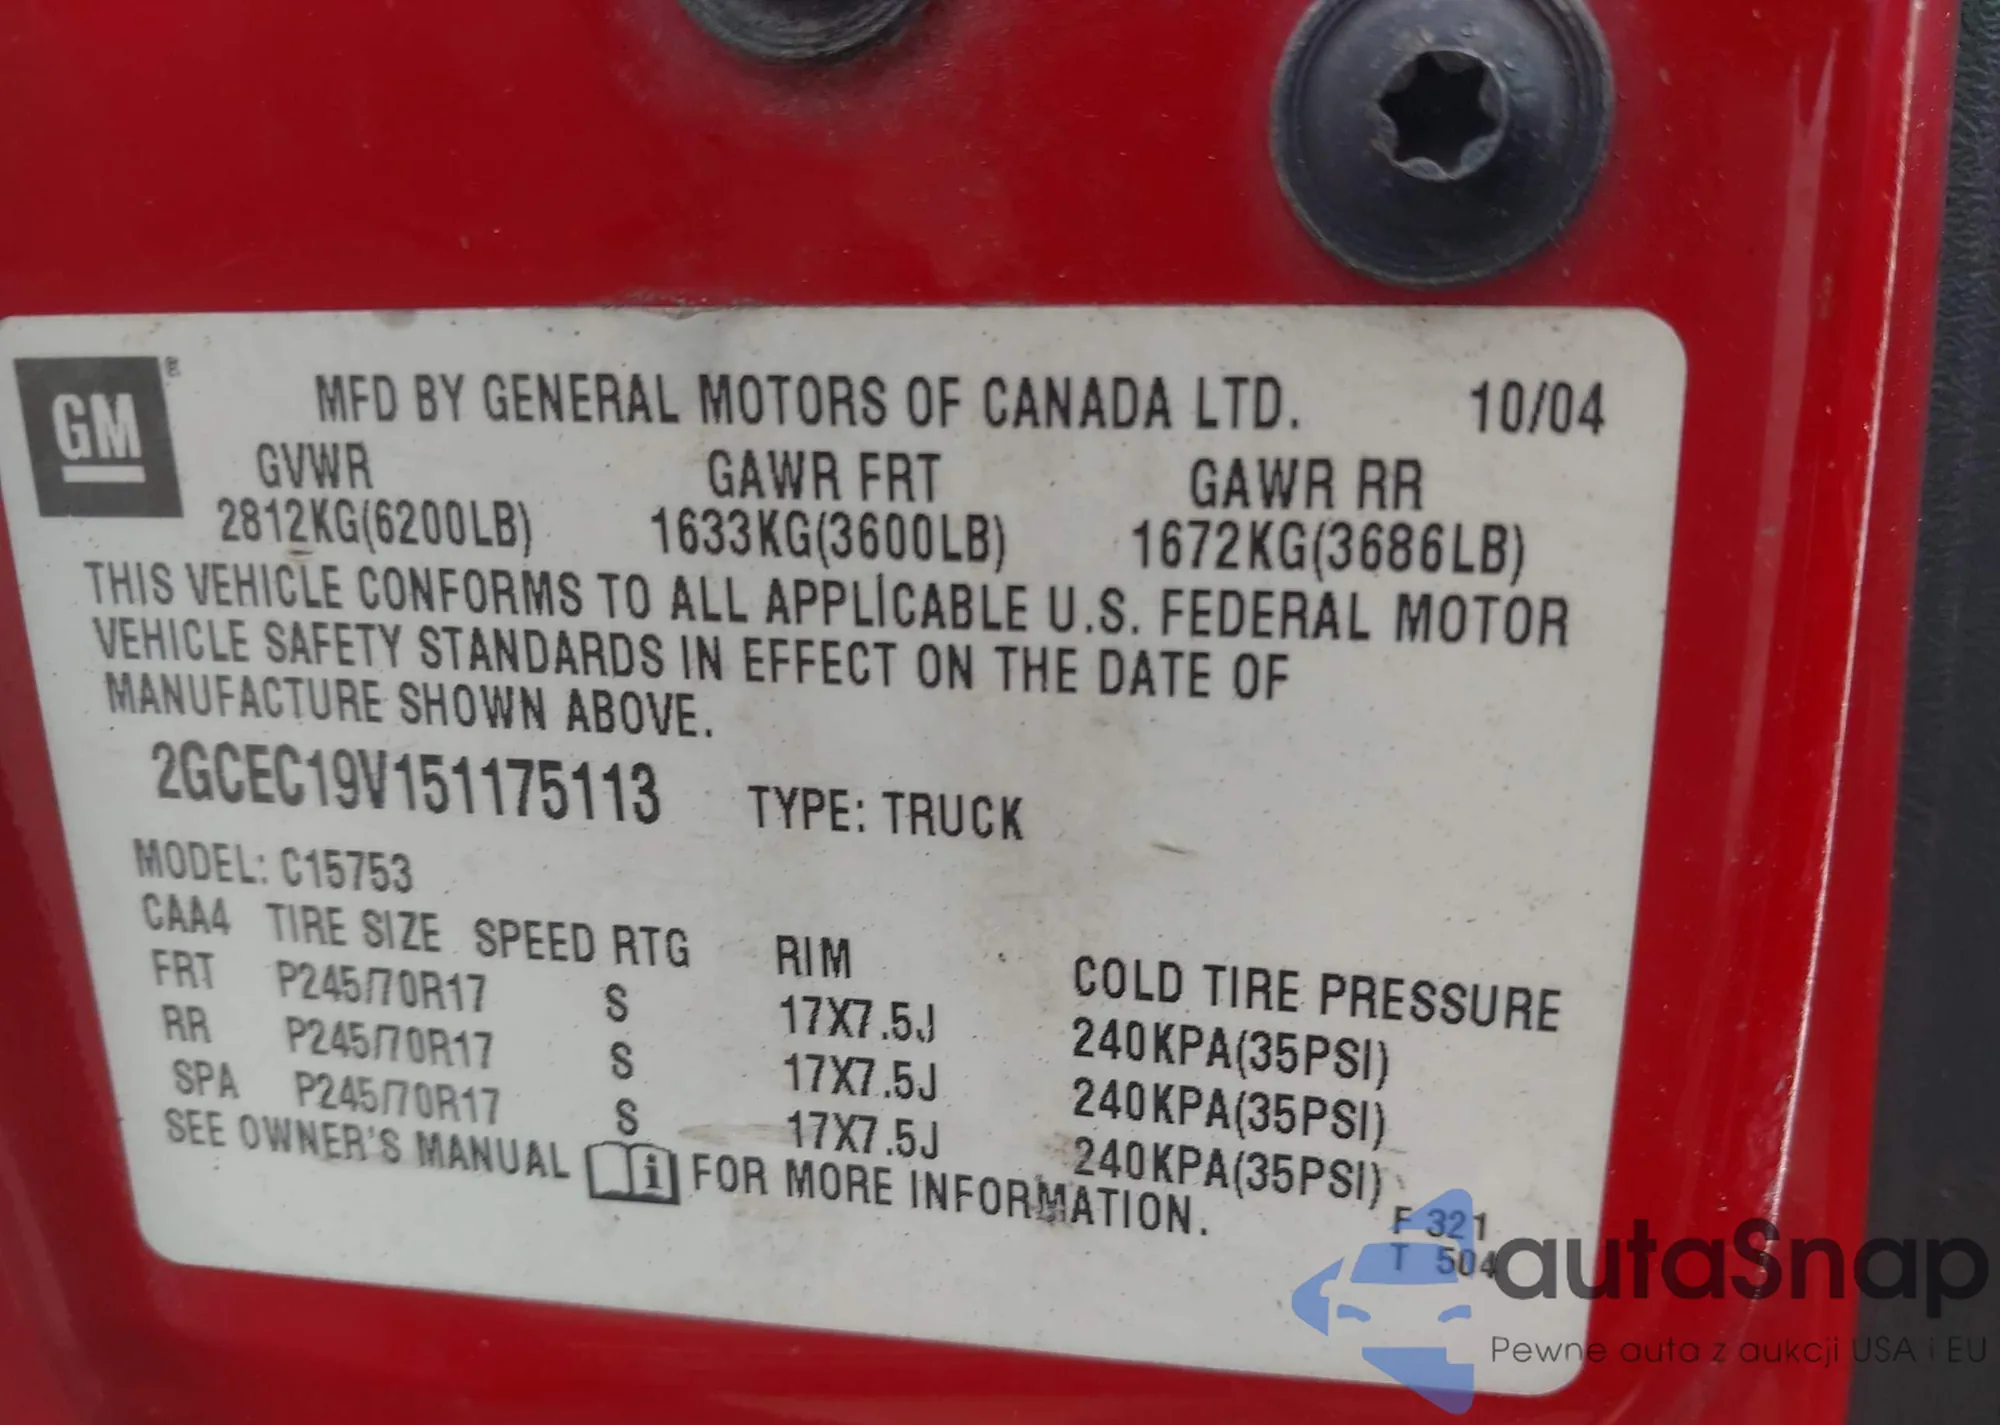 GM ®
MFD BY GENERAL MOTORS OF CANADA LTD. 10/04
GVWR GAWR FRT GAWR RR
2812KG(6200LB) 1633KG(3600LB) 1672KG(3686LB)
THIS VEHICLE CONFORMS TO ALL APPLICABLE U.S. FEDERAL MOTOR
VEHICLE SAFETY STANDARDS IN EFFECT ON THE DATE OF
MANUFACTURE SHOWN ABOVE.
2GCEC19V151175113 TYPE: TRUCK
MODEL: C15753
CAA4 TIRE SIZE SPEED RTG RIM COLD TIRE PRESSURE
FRT P245/70R17 S 17X7.5J 240KPA(35PSI)
RR P245/70R17 S 17X7.5J 240KPA(35PSI)
SPA P245/70R17 S 17X7.5J 240KPA(35PSI)
SEE OWNER'S MANUAL i FOR MORE INFORMATION.
F 321
T 504
autaSnap
Pewne auta z aukcji USA i EU